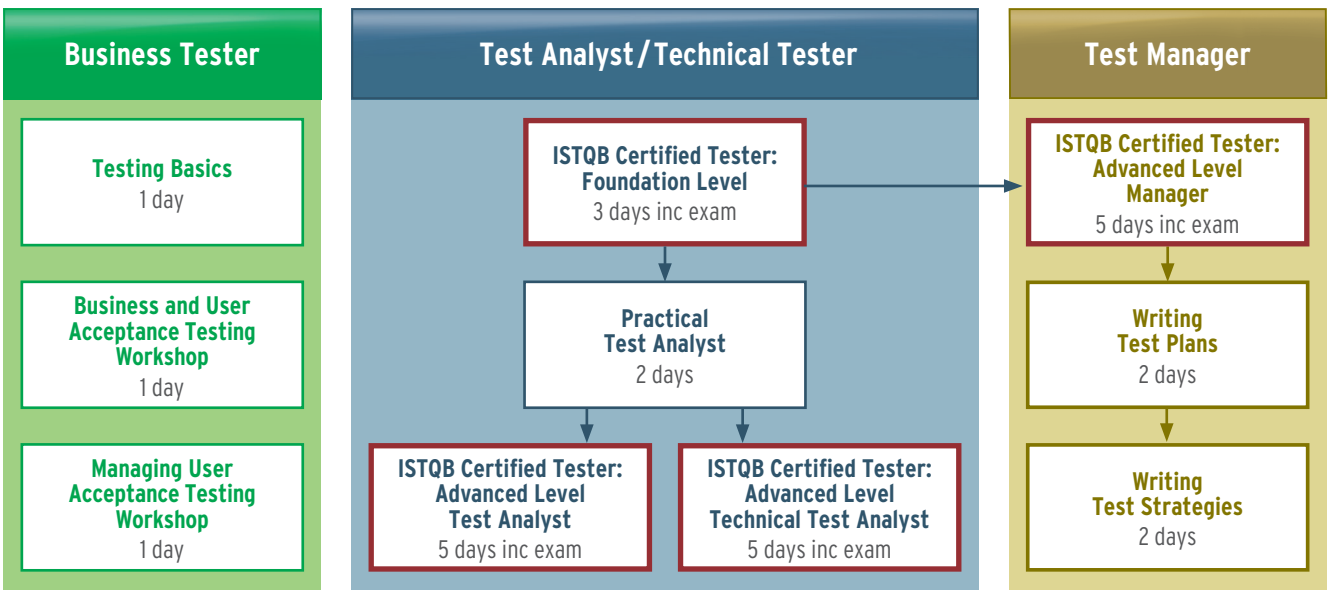 Business Tester
Testing Basics
1 day
Business and User
Acceptance Testing
Workshop
1 day
Managing User
Acceptance Testing
Workshop
1 day
Test Analyst / Technical Tester
ISTQB Certified Tester:
Foundation Level
3 days inc exam
Practical
Test Analyst
2 days
ISTQB Certified Tester:
Advanced Level
Test Analyst
5 days inc exam
ISTQB Certified Tester:
Advanced Level
Technical Test Analyst
5 days inc exam
Test Manager
ISTQB Certified Tester:
Advanced Level
Manager
5 days inc exam
Writing
Test Plans
2 days
Writing
Test Strategies
2 days